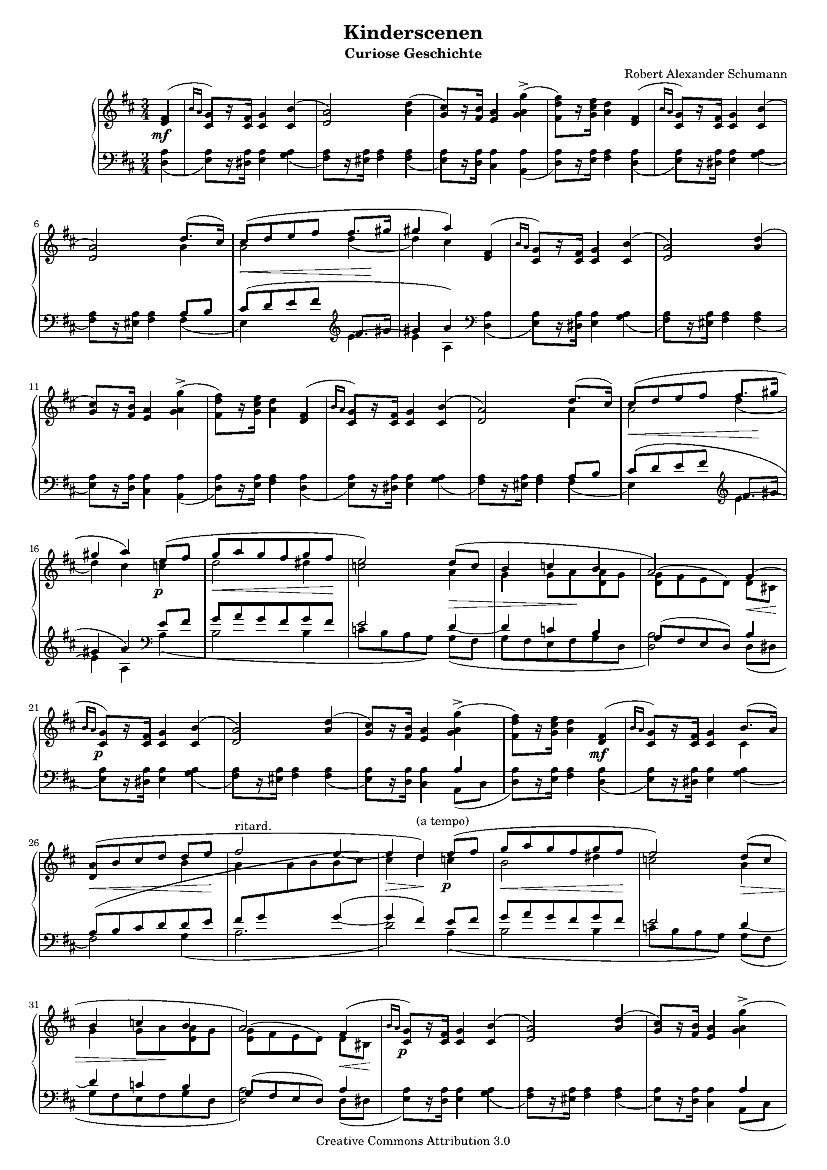 Kinderscenen
Curiose Geschichte
Robert Alexander Schumann
mf
6
11
16
p
21
p
mf
ritard.
(a tempo)
26
p
31
p
Creative Commons Attribution 3.0